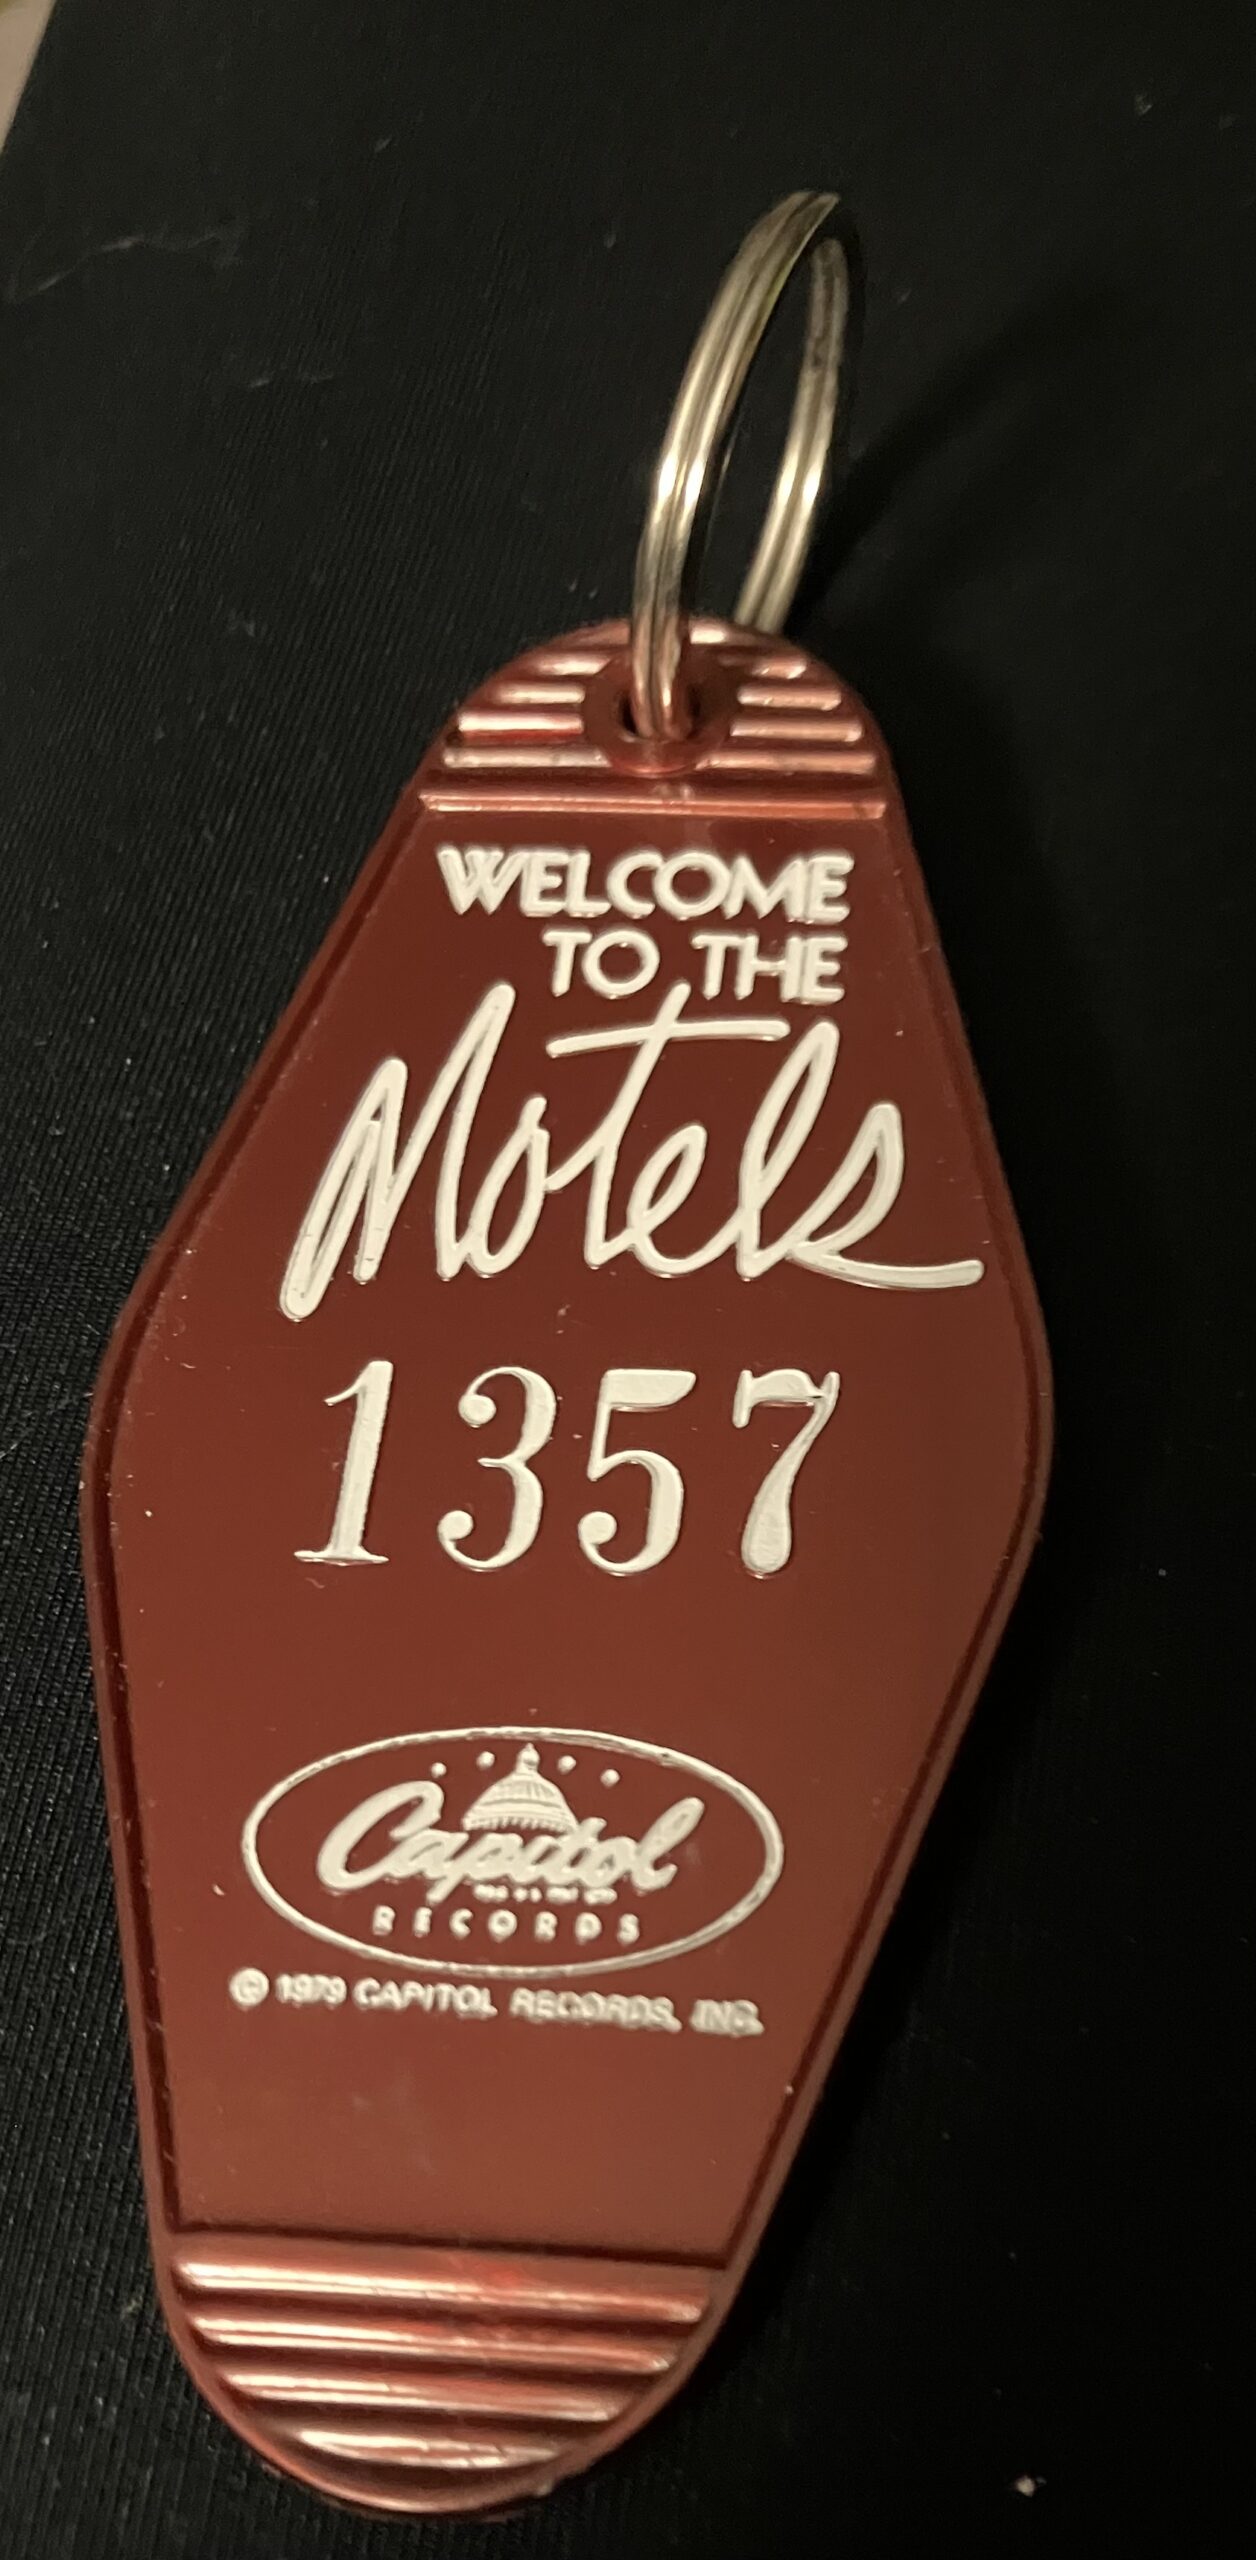 WELCOME
TO THE
Motels
1357
Capitol
RECORDS
© 1979 CAPITOL RECORDS, INC.